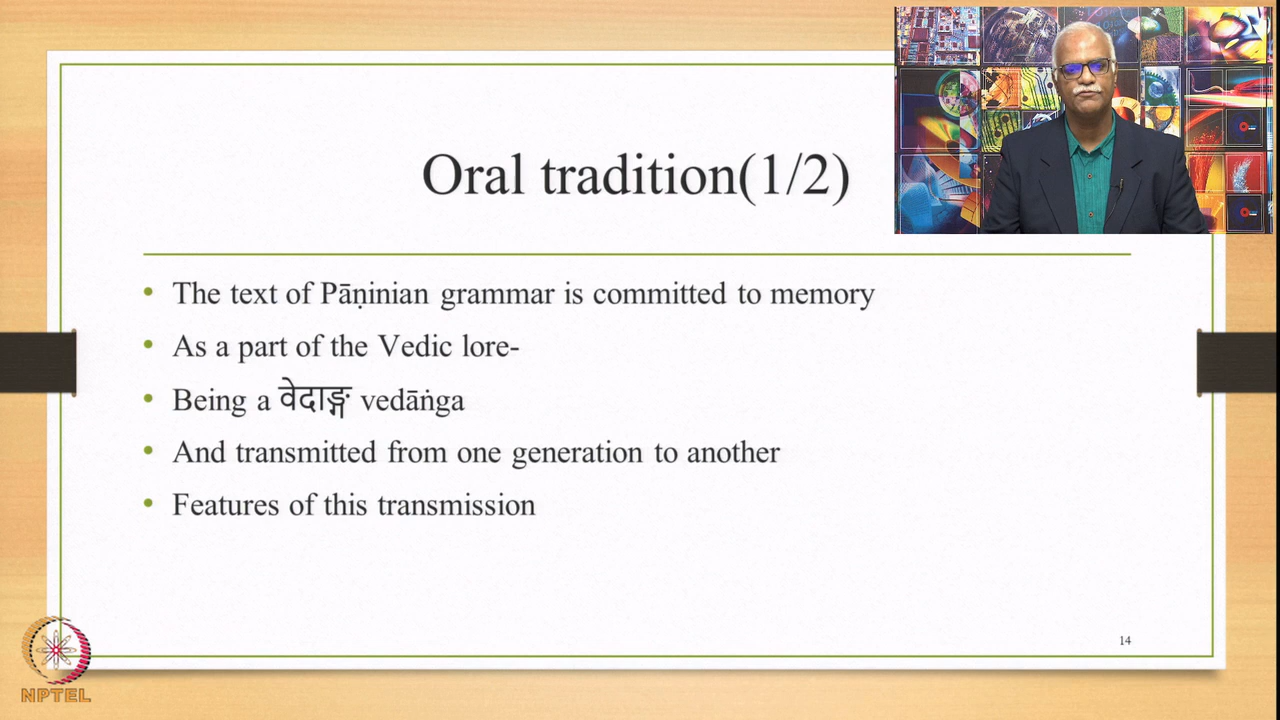 Oral tradition(1/2)
• The text of Pāṇinian grammar is committed to memory
• As a part of the Vedic lore-
• Being a वेदाङ्ग vedāṅga
• And transmitted from one generation to another
• Features of this transmission
14
NPTEL